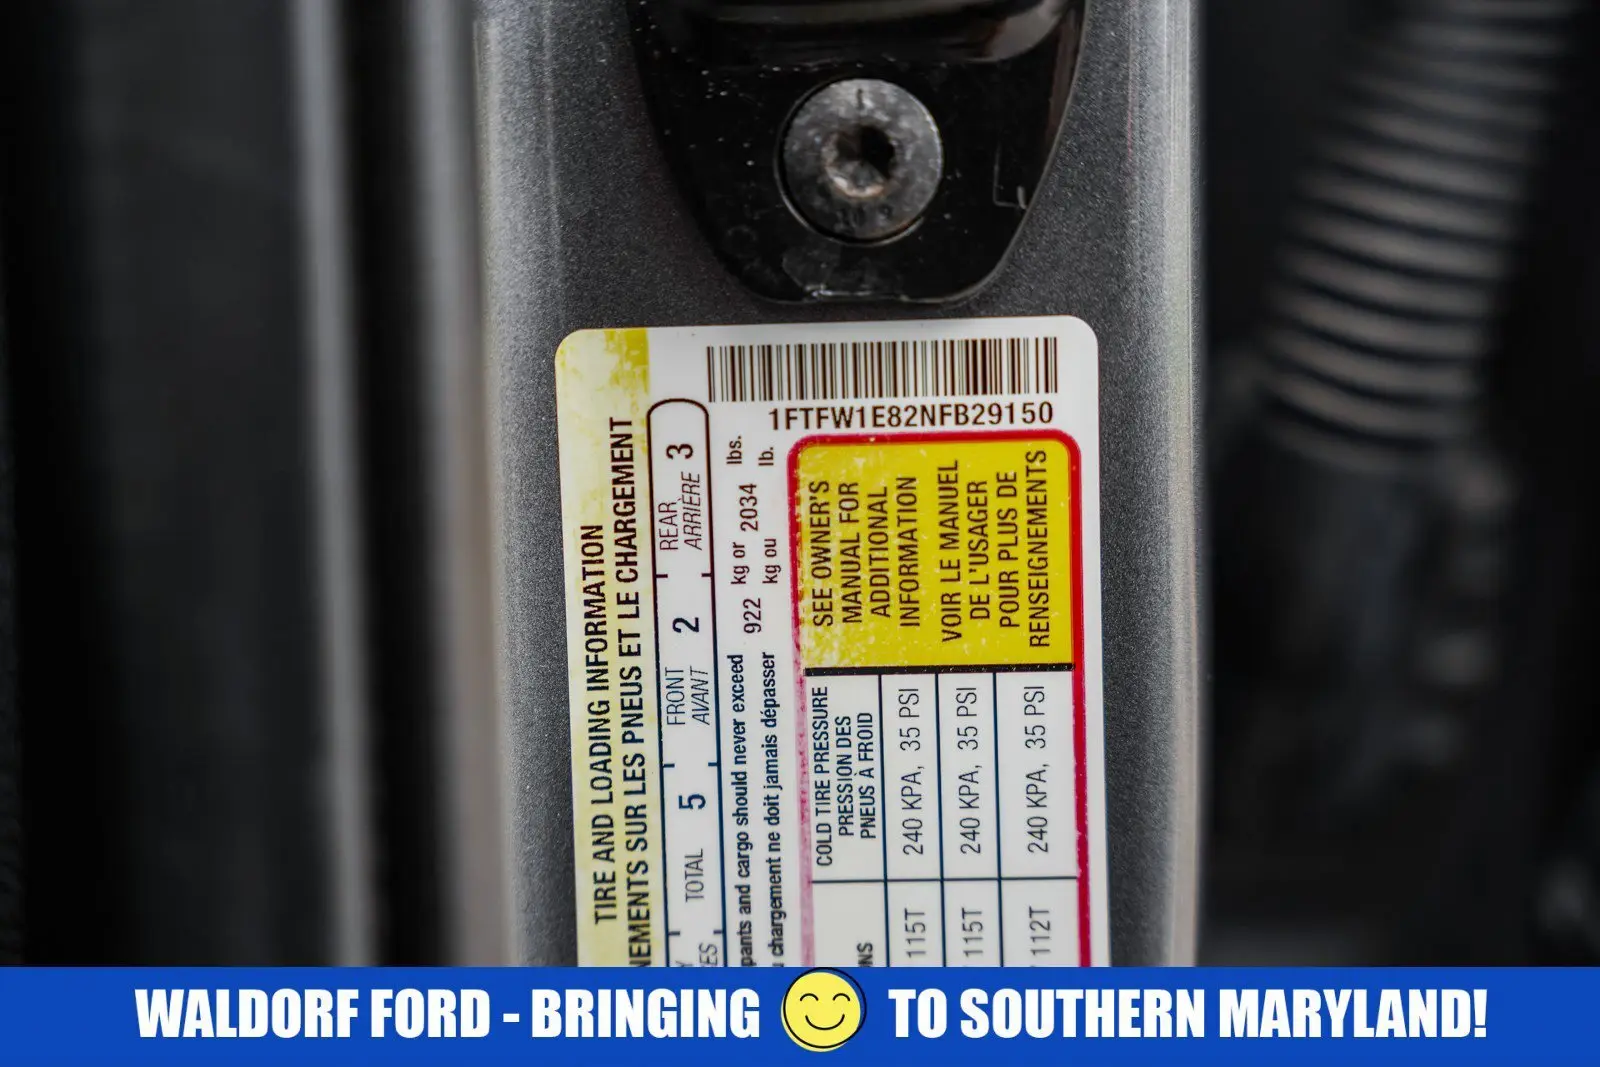 1FTFW1E82NFB29150
TIRE AND LOADING INFORMATION
NEMENTS SUR LES PNEUS ET LE CHARGEMENT
TOTAL 5 FRONT 2 REAR 3
ES AVANT ARRIÈRE
pants and cargo should never exceed 922 kg or 2034 lbs.
chargement ne doit jamais dépasser kg ou lb.
COLD TIRE PRESSURE
PRESSION DES
PNEUS À FROID
SEE OWNER'S
MANUAL FOR
ADDITIONAL
INFORMATION
VOIR LE MANUEL
DE L'USAGER
POUR PLUS DE
RENSEIGNEMENTS
NS
115T 240 KPA, 35 PSI
115T 240 KPA, 35 PSI
112T 240 KPA, 35 PSI
WALDORF FORD - BRINGING TO SOUTHERN MARYLAND!